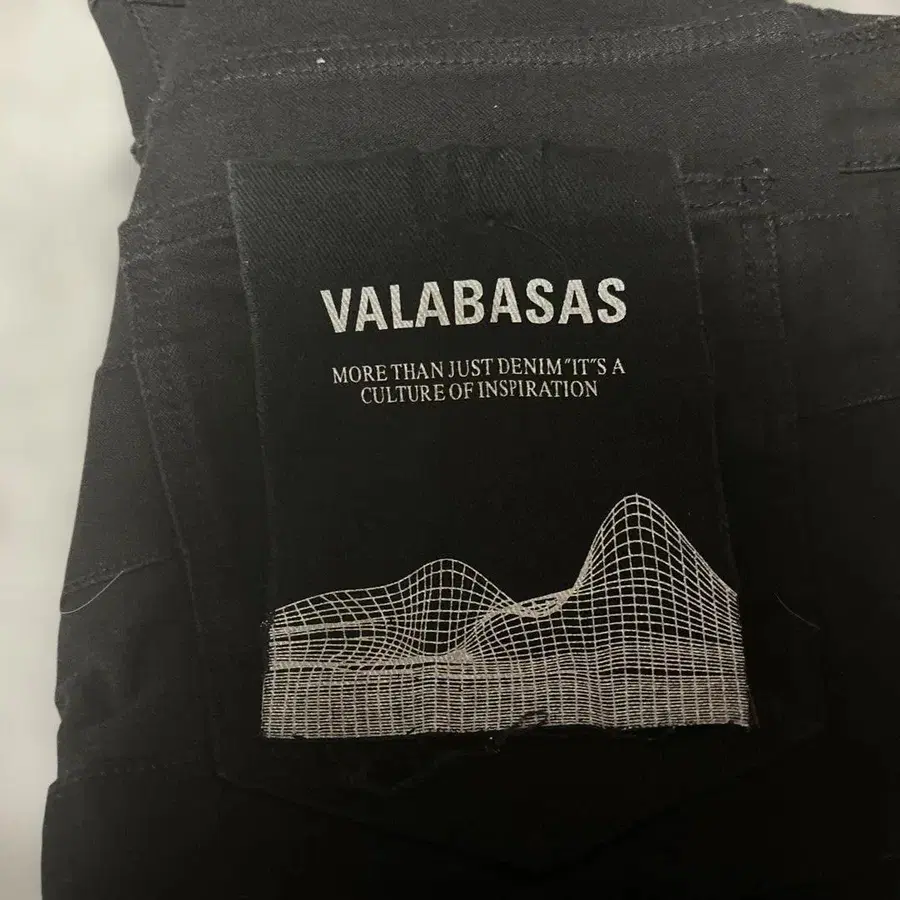 VALABASAS
MORE THAN JUST DENIM"IT"S A
CULTURE OF INSPIRATION